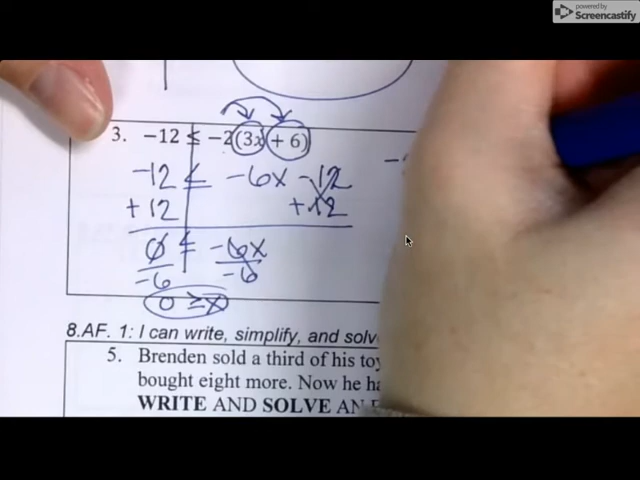 powered by
Screencastify
3. −12 ≤ −2(3x + 6)
−12 ≤ −6x −12
+12 +12
0 ≤ −6x
−6 −6
0 ≥ x
8.AF. 1: I can write, simplify, and solv
5. Brenden sold a third of his toy
bought eight more. Now he ha
WRITE AND SOLVE AN